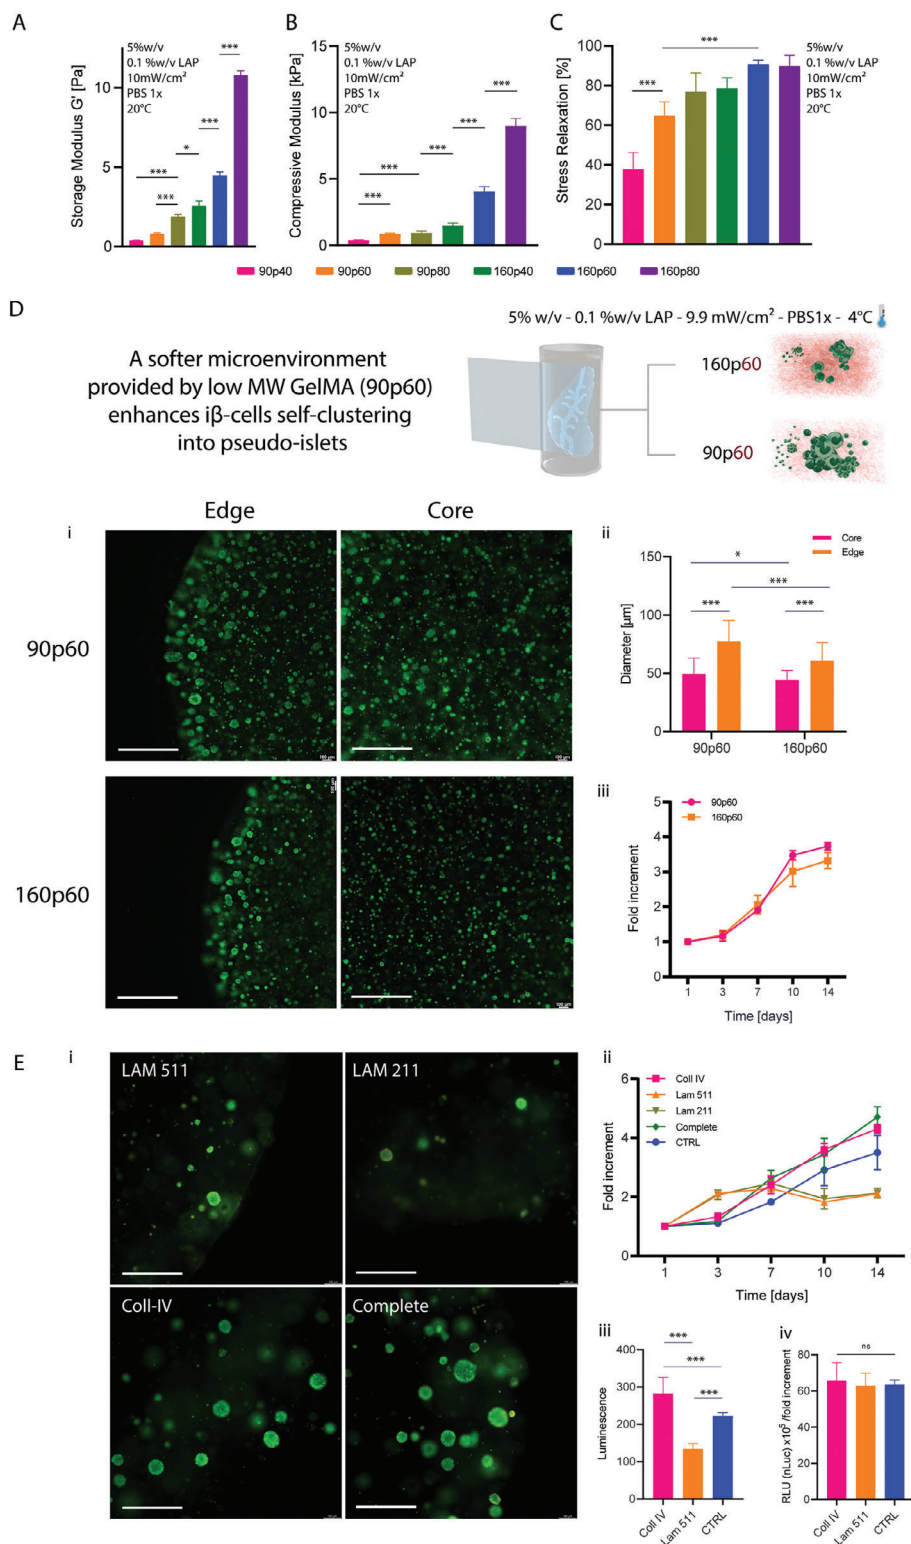 A
Storage Modulus G' [Pa]
10
5
0
5%w/v
0.1 %w/v LAP
10mW/cm²
PBS 1x
20°C
***
***
*
***
***
B
Compressive Modulus [kPa]
15
10
5
0
5%w/v
0.1 %w/v LAP
10mW/cm²
PBS 1x
20°C
***
***
***
***
***
C
Stress Relaxation [%]
100
80
60
40
20
0
***
***
5%w/v
0.1 %w/v LAP
10mW/cm²
PBS 1x
20°C
90p40
90p60
90p80
160p40
160p60
160p80
D
A softer microenvironment
provided by low MW GelMA (90p60)
enhances iβ-cells self-clustering
into pseudo-islets
5% w/v - 0.1 %w/v LAP - 9.9 mW/cm² - PBS1x - 4°C
160p60
90p60
i
Edge
Core
90p60
100 µm
100 µm
160p60
100 µm
100 µm
ii
Core
Edge
Diameter [µm]
150
100
50
0
*
***
***
***
90p60
160p60
iii
90p60
160p60
Fold increment
5
4
3
2
1
0
1
3
7
10
14
Time [days]
E
i
LAM 511
LAM 211
Coll-IV
Complete
ii
Coll IV
Lam 511
Lam 211
Complete
CTRL
Fold increment
6
4
2
0
1
3
7
10
14
Time [days]
iii
Luminescence
400
300
200
100
0
***
***
***
Coll IV
Lam 511
CTRL
iv
RLU (nLuc) x10⁵ /fold increment
80
60
40
20
0
ns
Coll IV
Lam 511
CTRL